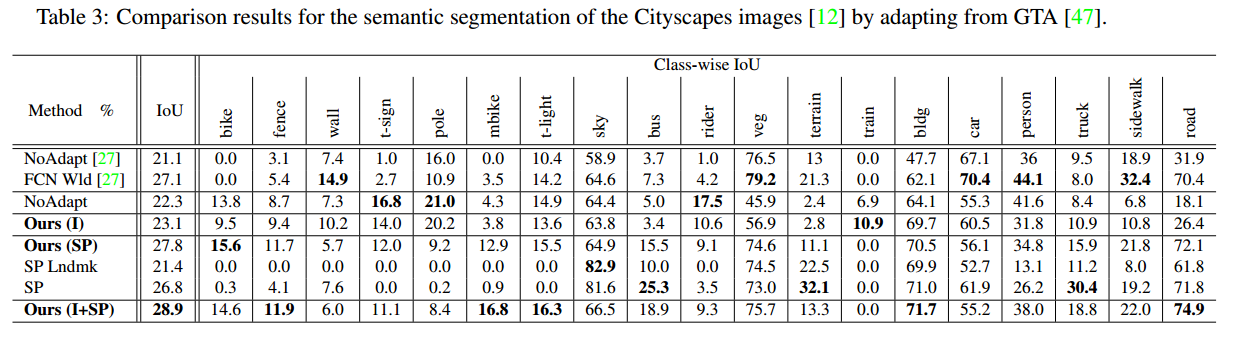 Table 3: Comparison results for the semantic segmentation of the Cityscapes images [12] by adapting from GTA [47].
Class-wise IoU
Method % IoU bike fence wall t-sign pole mbike t-light sky bus rider veg terrain train bldg car person truck sidewalk road
NoAdapt [27] 21.1 0.0 3.1 7.4 1.0 16.0 0.0 10.4 58.9 3.7 1.0 76.5 13 0.0 47.7 67.1 36 9.5 18.9 31.9
FCN Wld [27] 27.1 0.0 5.4 14.9 2.7 10.9 3.5 14.2 64.6 7.3 4.2 79.2 21.3 0.0 62.1 70.4 44.1 8.0 32.4 70.4
NoAdapt 22.3 13.8 8.7 7.3 16.8 21.0 4.3 14.9 64.4 5.0 17.5 45.9 2.4 6.9 64.1 55.3 41.6 8.4 6.8 18.1
Ours (I) 23.1 9.5 9.4 10.2 14.0 20.2 3.8 13.6 63.8 3.4 10.6 56.9 2.8 10.9 69.7 60.5 31.8 10.9 10.8 26.4
Ours (SP) 27.8 15.6 11.7 5.7 12.0 9.2 12.9 15.5 64.9 15.5 9.1 74.6 11.1 0.0 70.5 56.1 34.8 15.9 21.8 72.1
SP Lndmk 21.4 0.0 0.0 0.0 0.0 0.0 0.0 0.0 82.9 10.0 0.0 74.5 22.5 0.0 69.9 52.7 13.1 11.2 8.0 61.8
SP 26.8 0.3 4.1 7.6 0.0 0.2 0.9 0.0 81.6 25.3 3.5 73.0 32.1 0.0 71.0 61.9 26.2 30.4 19.2 71.8
Ours (I+SP) 28.9 14.6 11.9 6.0 11.1 8.4 16.8 16.3 66.5 18.9 9.3 75.7 13.3 0.0 71.7 55.2 38.0 18.8 22.0 74.9